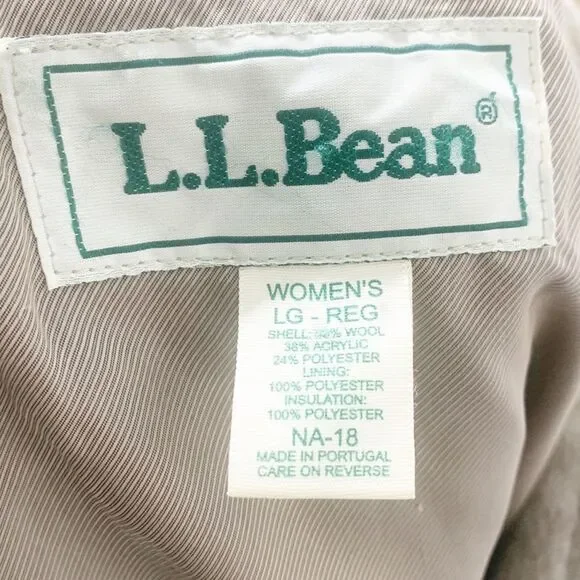 L.L.Bean®
WOMEN'S
LG - REG
SHELL: WOOL
36% ACRYLIC
24% POLYESTER
LINING:
100% POLYESTER
INSULATION:
100% POLYESTER
NA-18
MADE IN PORTUGAL
CARE ON REVERSE